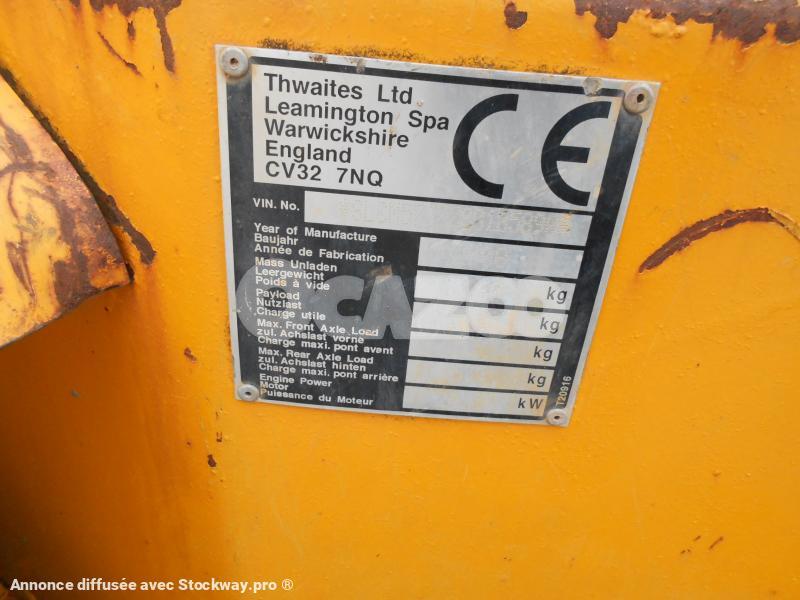 Thwaites Ltd
Leamington Spa
Warwickshire
England
CV32 7NQ
CE
VIN. No.
Year of Manufacture
Baujahr
Année de Fabrication
Mass Unladen
Leergewicht
Poids à vide
kg
Payload
Nutzlast
Charge utile
kg
Max. Front Axle Load
zul. Achslast vorne
Charge maxi. pont avant
kg
Max. Rear Axle Load
zul. Achslast hinten
Charge maxi. pont arrière
kg
Engine Power
Motor
Puissance du Moteur
kW
T20916
CAZOO
Annonce diffusée avec Stockway.pro ®